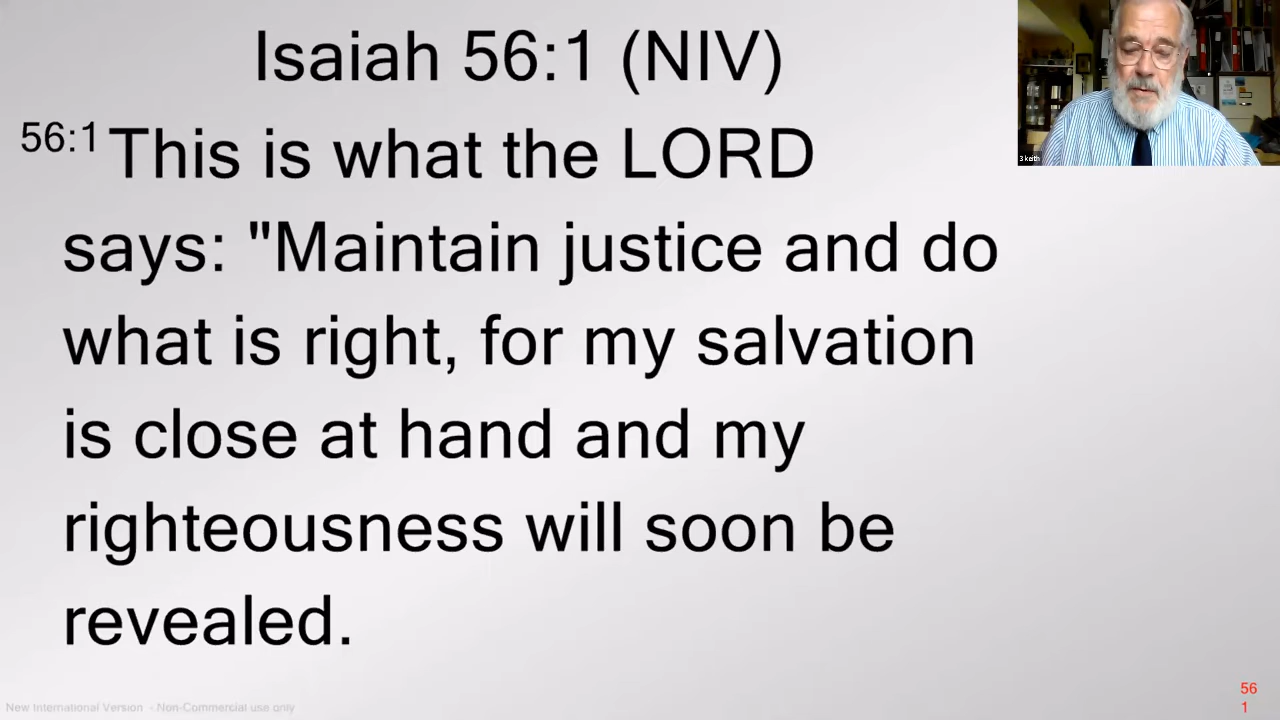 Isaiah 56:1 (NIV)
56:1 This is what the LORD
says: "Maintain justice and do
what is right, for my salvation
is close at hand and my
righteousness will soon be
revealed.
3 keith
New International Version - Non-Commercial use only
56
1